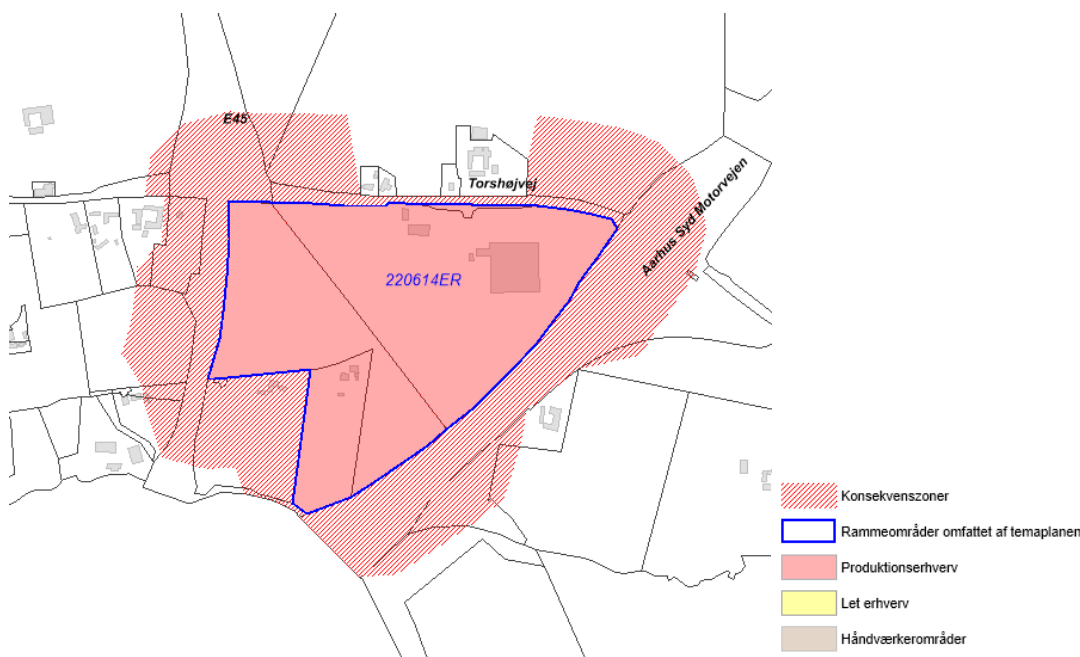 E45
Torshøjvej
Aarhus Syd Motorvejen
220614ER
Konsekvenszoner
Rammeområder omfattet af temaplanen
Produktionserhverv
Let erhverv
Håndværkerområder